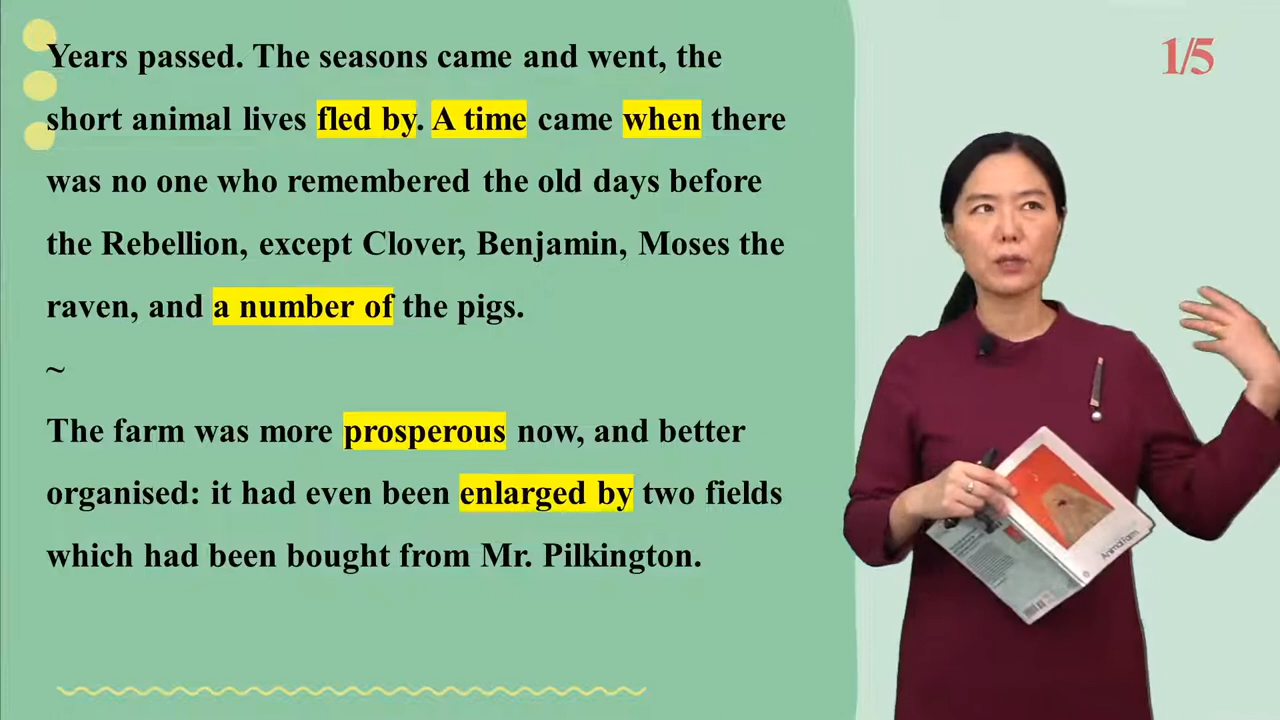 Years passed. The seasons came and went, the
short animal lives fled by. A time came when there
was no one who remembered the old days before
the Rebellion, except Clover, Benjamin, Moses the
raven, and a number of the pigs.
~
The farm was more prosperous now, and better
organised: it had even been enlarged by two fields
which had been bought from Mr. Pilkington.
1/5
Animal Farm